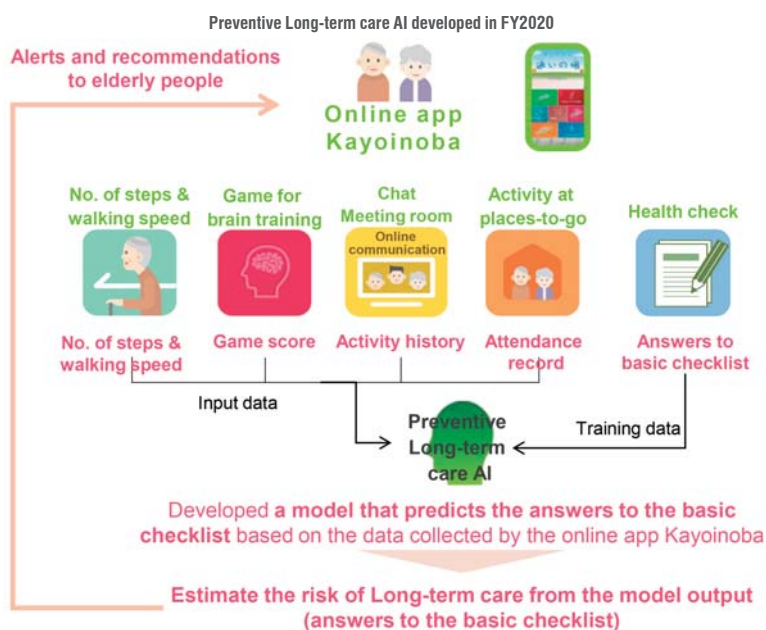 Preventive Long-term care AI developed in FY2020
Alerts and recommendations
to elderly people
Online app
Kayoinoba
通いの場
No. of steps &
walking speed
Game for
brain training
Chat
Meeting room
Activity at
places-to-go
Health check
Online
communication
No. of steps &
walking speed
Game score
Activity history
Attendance
record
Answers to
basic checklist
Input data
Preventive
Long-term
care AI
Training data
Developed a model that predicts the answers to the basic
checklist based on the data collected by the online app Kayoinoba
Estimate the risk of Long-term care from the model output
(answers to the basic checklist)